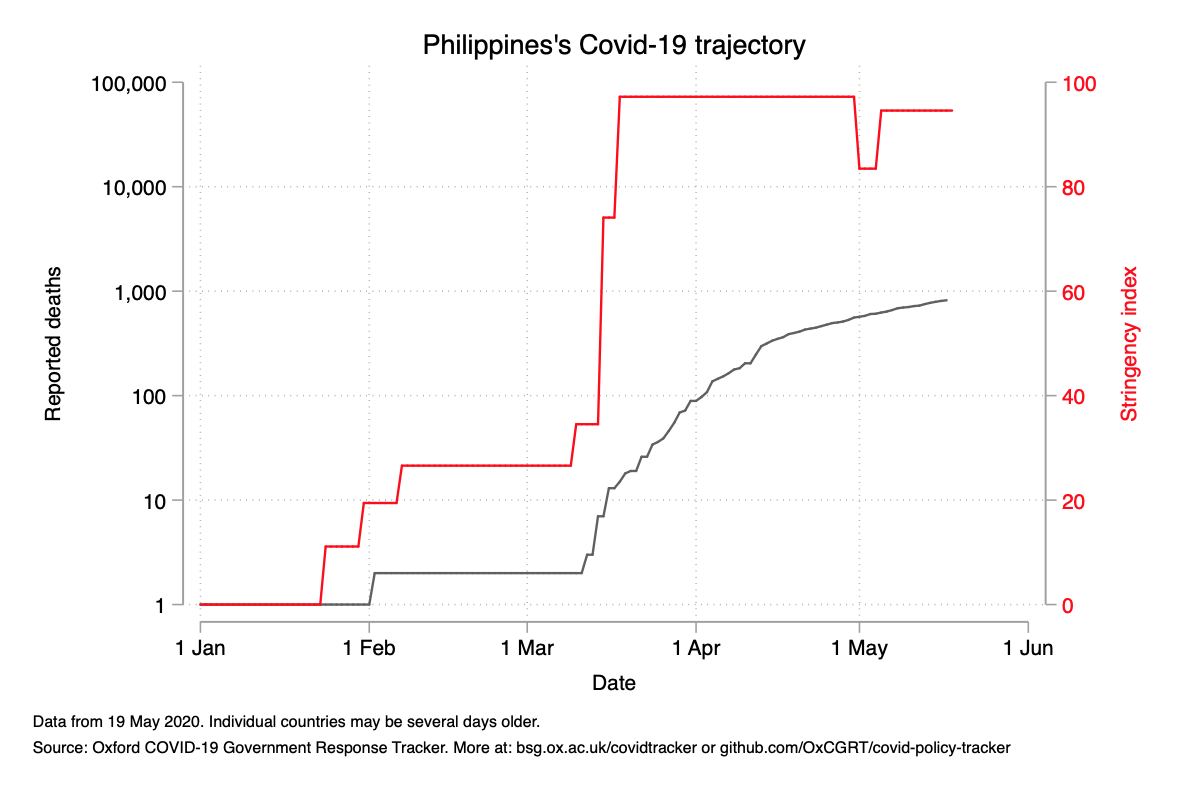 Philippines's Covid-19 trajectory
100,000
10,000
1,000
100
10
1
Reported deaths
100
80
60
40
20
0
Stringency index
1 Jan
1 Feb
1 Mar
1 Apr
1 May
1 Jun
Date
Data from 19 May 2020. Individual countries may be several days older.
Source: Oxford COVID-19 Government Response Tracker. More at: bsg.ox.ac.uk/covidtracker or github.com/OxCGRT/covid-policy-tracker